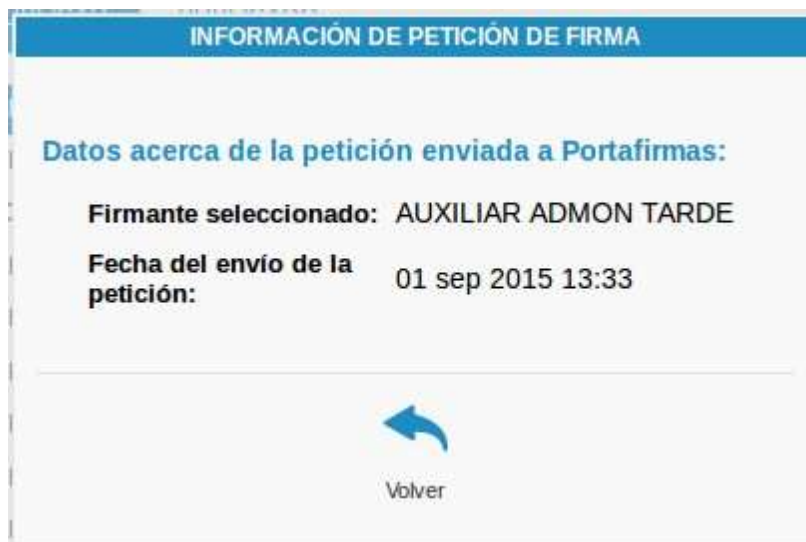 INFORMACIÓN DE PETICIÓN DE FIRMA
Datos acerca de la petición enviada a Portafirmas:
Firmante seleccionado: AUXILIAR ADMON TARDE
Fecha del envío de la
petición: 01 sep 2015 13:33
Volver